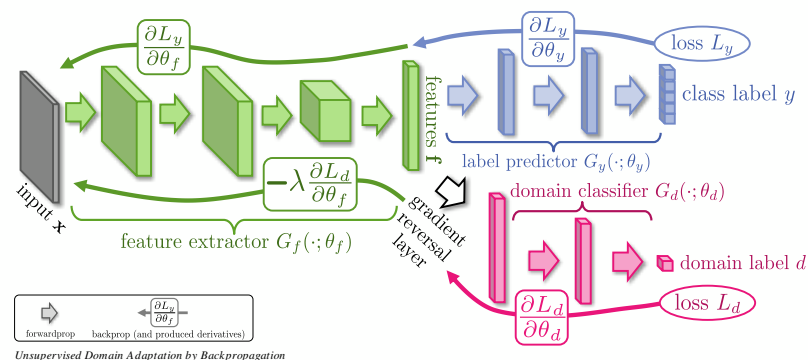 ∂L_y/∂θ_f
∂L_y/∂θ_y
loss L_y
features f
class label y
label predictor G_y(·;θ_y)
input x
−λ ∂L_d/∂θ_f
feature extractor G_f(·;θ_f)
gradient
reversal
layer
domain classifier G_d(·;θ_d)
domain label d
∂L_d/∂θ_d
loss L_d
∂L_y/∂θ_f
forwardprop
backprop (and produced derivatives)
Unsupervised Domain Adaptation by Backpropagation